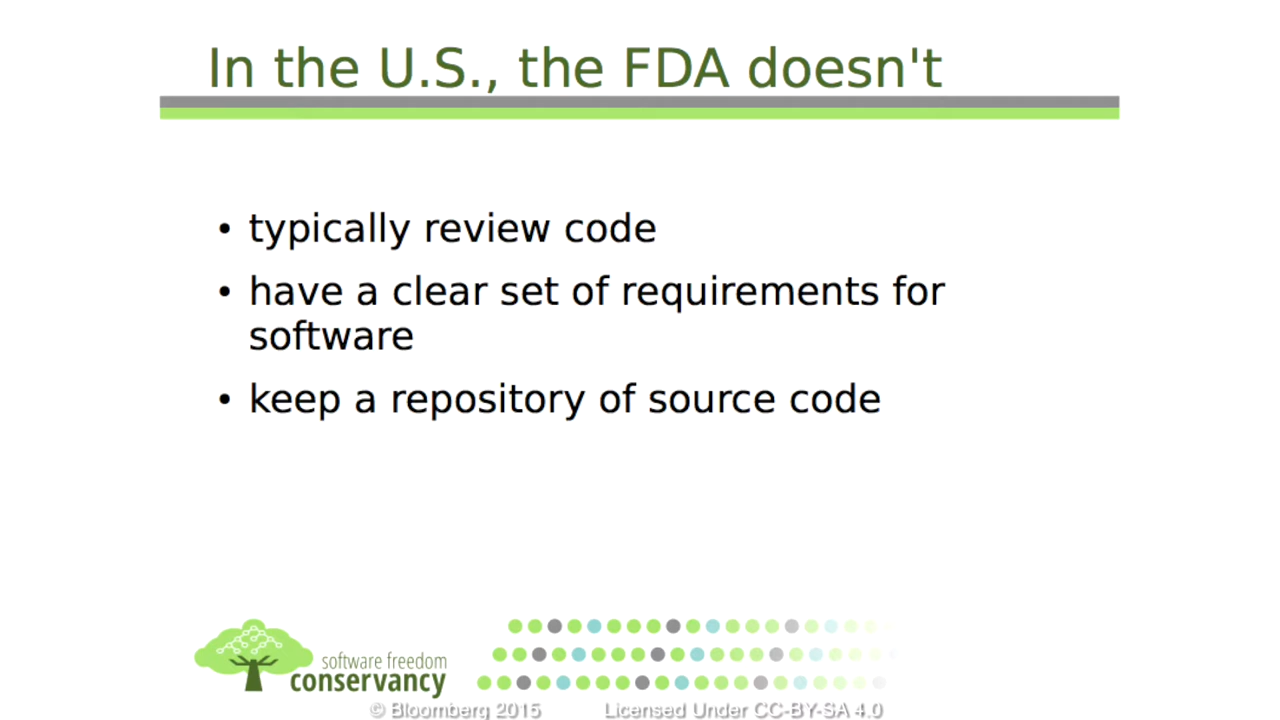 In the U.S., the FDA doesn't
• typically review code
• have a clear set of requirements for
software
• keep a repository of source code
software freedom
conservancy
© Bloomberg 2015 Licensed Under CC-BY-SA 4.0